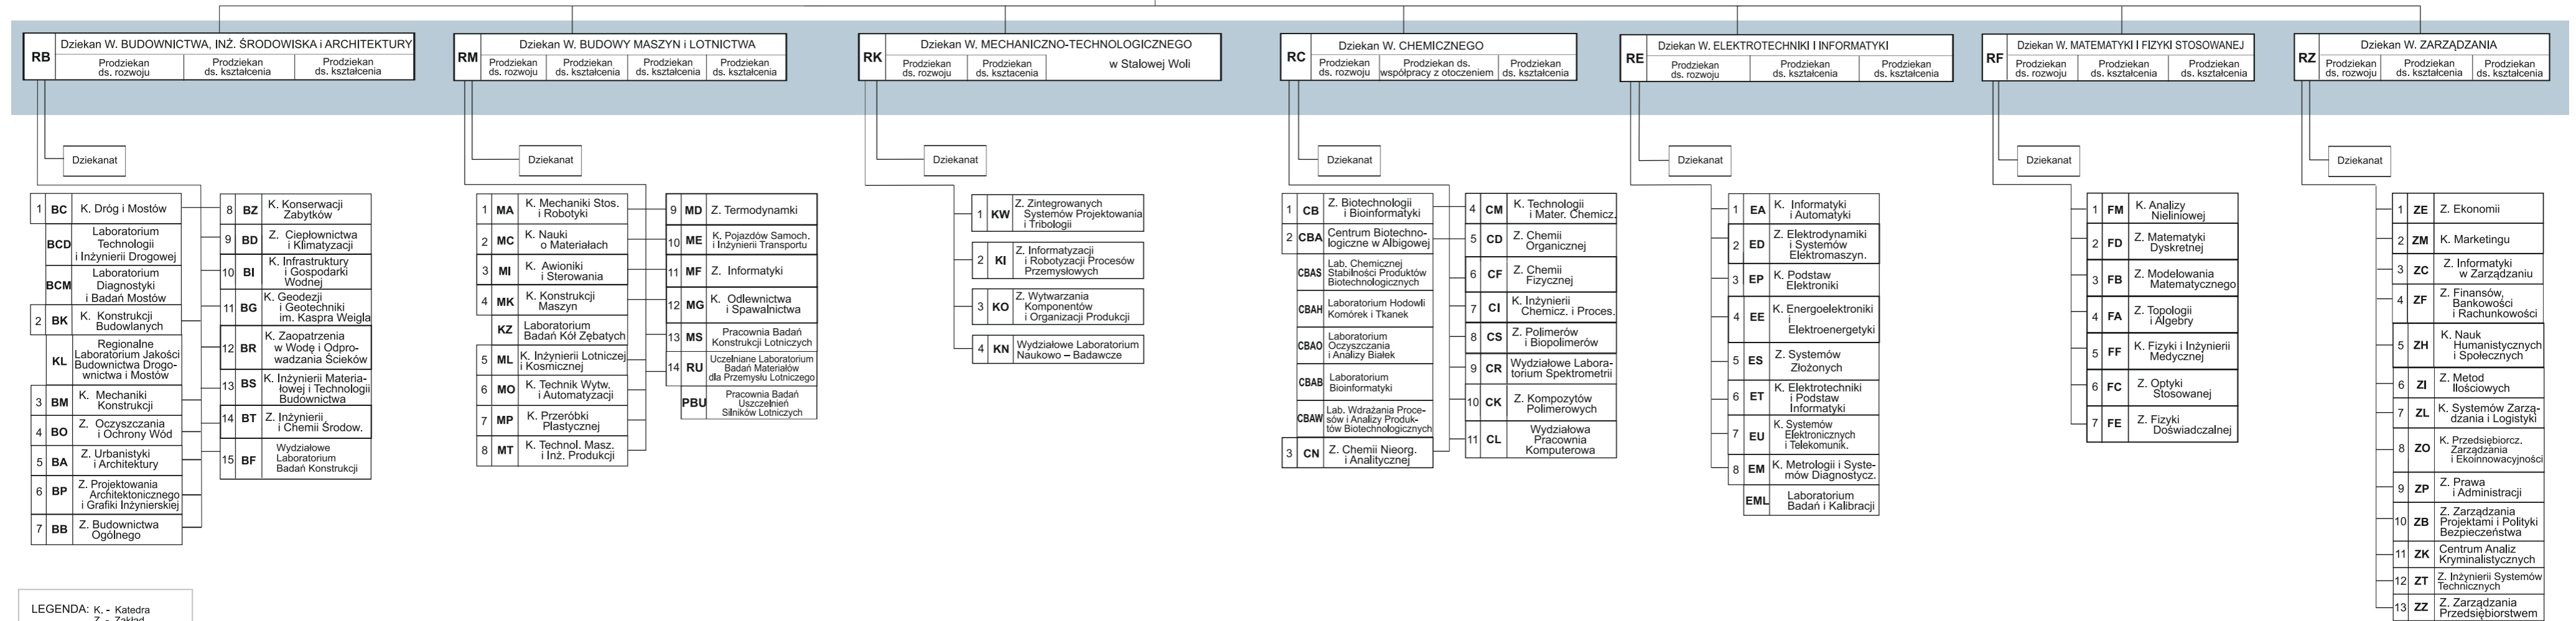 RB
Dziekan W. BUDOWNICTWA, INŻ. ŚRODOWISKA i ARCHITEKTURY
Prodziekan
ds. rozwoju
Prodziekan
ds. kształcenia
Prodziekan
ds. kształcenia
Dziekanat
1 BC K. Dróg i Mostów
BCD Laboratorium
Technologii
i Inżynierii Drogowej
BCM Laboratorium
Diagnostyki
i Badań Mostów
2 BK K. Konstrukcji
Budowlanych
KL Regionalne
Laboratorium Jakości
Budownictwa Drogo-
wnictwa i Mostów
3 BM K. Mechaniki
Konstrukcji
4 BO Z. Oczyszczania
i Ochrony Wód
5 BA Z. Urbanistyki
i Architektury
6 BP Z. Projektowania
Architektonicznego
i Grafiki Inżynierskiej
7 BB Z. Budownictwa
Ogólnego
8 BZ K. Konserwacji
Zabytków
9 BD Z. Ciepłownictwa
i Klimatyzacji
10 BI K. Infrastruktury
i Gospodarki
Wodnej
11 BG K. Geodezji
i Geotechniki
im. Kaspra Weigla
12 BR K. Zaopatrzenia
w Wodę i Odpro-
wadzania Ścieków
13 BS K. Inżynierii Materia-
łowej i Technologii
Budownictwa
14 BT Z. Inżynierii
i Chemii Środow.
15 BF Wydziałowe
Laboratorium
Badań Konstrukcji
RM
Dziekan W. BUDOWY MASZYN i LOTNICTWA
Prodziekan
ds. rozwoju
Prodziekan
ds. kształcenia
Prodziekan
ds. kształcenia
Prodziekan
ds. kształcenia
Dziekanat
1 MA K. Mechaniki Stos.
i Robotyki
2 MC K. Nauki
o Materiałach
3 MI K. Awioniki
i Sterowania
4 MK K. Konstrukcji
Maszyn
KZ Laboratorium
Badań Kół Zębatych
5 ML K. Inżynierii Lotniczej
i Kosmicznej
6 MO K. Technik Wytw.
i Automatyzacji
7 MP K. Przeróbki
Plastycznej
8 MT K. Technol. Masz.
i Inż. Produkcji
9 MD Z. Termodynamki
10 ME K. Pojazdów Samoch.
i Inżynierii Transportu
11 MF Z. Informatyki
12 MG K. Odlewnictwa
i Spawalnictwa
13 MS Pracownia Badań
Konstrukcji Lotniczych
14 RU Uczelniane Laboratorium
Badań Materiałów
dla Przemysłu Lotniczego
PBU Pracownia Badań
Uszczelnień
Silników Lotniczych
RK
Dziekan W. MECHANICZNO-TECHNOLOGICZNEGO
w Stalowej Woli
Prodziekan
ds. rozwoju
Prodziekan
ds. kształcenia
Dziekanat
1 KW Z. Zintegrowanych
Systemów Projektowania
i Tribologii
2 KI Z. Informatyzacji
i Robotyzacji Procesów
Przemysłowych
3 KO Z. Wytwarzania
Komponentów
i Organizacji Produkcji
4 KN Wydziałowe Laboratorium
Naukowo – Badawcze
RC
Dziekan W. CHEMICZNEGO
Prodziekan
ds. rozwoju
Prodziekan ds.
współpracy z otoczeniem
Prodziekan
ds. kształcenia
Dziekanat
1 CB Z. Biotechnologii
i Bioinformatyki
2 CBA Centrum Biotechno-
logiczne w Albigowej
CBAS Lab. Chemicznej
Stabilności Produktów
Biotechnologicznych
CBAH Laboratorium Hodowli
Komórek i Tkanek
CBAO Laboratorium
Oczyszczania
i Analizy Białek
CBAB Laboratorium
Bioinformatyki
CBAW Lab. Wdrażania Proce-
sów i Analizy Produk-
tów Biotechnologicznych
3 CN Z. Chemii Nieorg.
i Analitycznej
4 CM K. Technologii
i Mater. Chemicz.
5 CD Z. Chemii
Organicznej
6 CF Z. Chemii
Fizycznej
7 CI K. Inżynierii
Chemicz. i Proces.
8 CS Z. Polimerów
i Biopolimerów
9 CR Wydziałowe Labora-
torium Spektrometrii
10 CK Z. Kompozytów
Polimerowych
11 CL Wydziałowa
Pracownia
Komputerowa
RE
Dziekan W. ELEKTROTECHNIKI I INFORMATYKI
Prodziekan
ds. rozwoju
Prodziekan
ds. kształcenia
Prodziekan
ds. kształcenia
Dziekanat
1 EA K. Informatyki
i Automatyki
2 ED Z. Elektrodynamiki
i Systemów
Elektromaszyn.
3 EP K. Podstaw
Elektroniki
4 EE K. Energoelektroniki
i
Elektroenergetyki
5 ES Z. Systemów
Złożonych
6 ET K. Elektrotechniki
i Podstaw
Informatyki
7 EU K. Systemów
Elektronicznych
i Telekomunik.
8 EM K. Metrologii i Syste-
mów Diagnostycz.
EML Laboratorium
Badań i Kalibracji
RF
Dziekan W. MATEMATYKI I FIZYKI STOSOWANEJ
Prodziekan
ds. rozwoju
Prodziekan
ds. kształcenia
Prodziekan
ds. kształcenia
Dziekanat
1 FM K. Analizy
Nieliniowej
2 FD Z. Matematyki
Dyskretnej
3 FB Z. Modelowania
Matematycznego
4 FA Z. Topologii
i Algebry
5 FF K. Fizyki i Inżynierii
Medycznej
6 FC Z. Optyki
Stosowanej
7 FE Z. Fizyki
Doświadczalnej
RZ
Dziekan W. ZARZĄDZANIA
Prodziekan
ds. rozwoju
Prodziekan
ds. kształcenia
Prodziekan
ds. kształcenia
Dziekanat
1 ZE Z. Ekonomii
2 ZM K. Marketingu
3 ZC Z. Informatyki
w Zarządzaniu
4 ZF Z. Finansów,
Bankowości
i Rachunkowości
5 ZH K. Nauk
Humanistycznych
i Społecznych
6 ZI Z. Metod
Ilościowych
7 ZL K. Systemów Zarzą-
dzania i Logistyki
8 ZO K. Przedsiębiorcz.
Zarządzania
i Ekoinnowacyjności
9 ZP Z. Prawa
i Administracji
10 ZB Z. Zarządzania
Projektami i Polityki
Bezpieczeństwa
11 ZK Centrum Analiz
Kryminalistycznych
12 ZT Z. Inżynierii Systemów
Technicznych
13 ZZ Z. Zarządzania
Przedsiębiorstwem
LEGENDA: K. - Katedra
Z. - Zakład